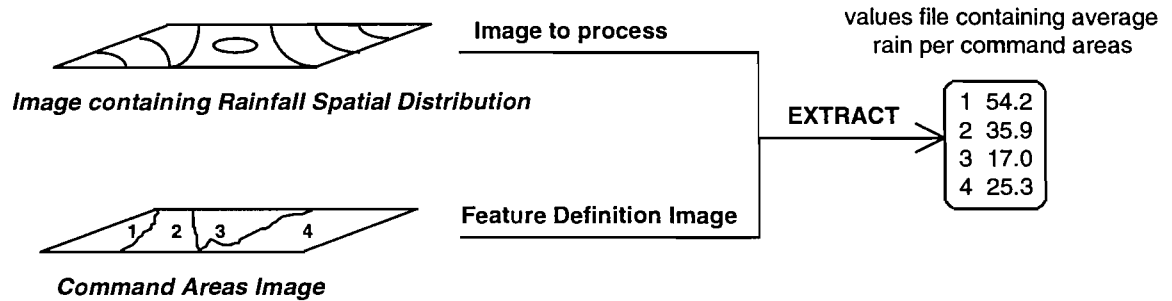 values file containing average
rain per command areas
Image to process
Image containing Rainfall Spatial Distribution
EXTRACT
1 54.2
2 35.9
3 17.0
4 25.3
Feature Definition Image
1 2 3 4
Command Areas Image